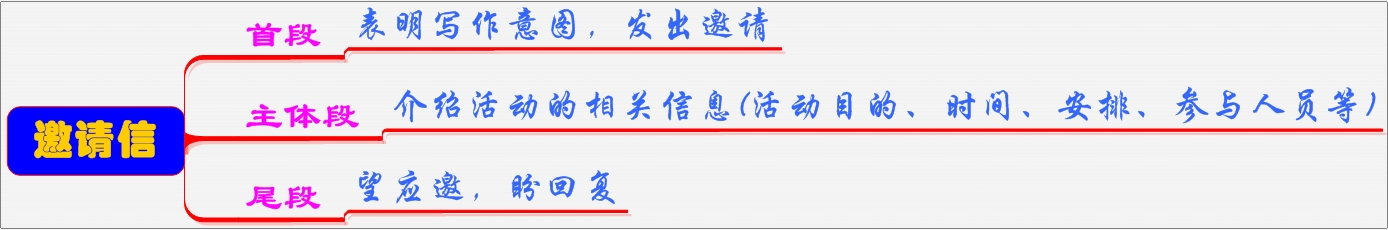 邀请信
首段 表明写作意图，发出邀请
主体段 介绍活动的相关信息(活动目的、时间、安排、参与人员等)
尾段 望应邀，盼回复